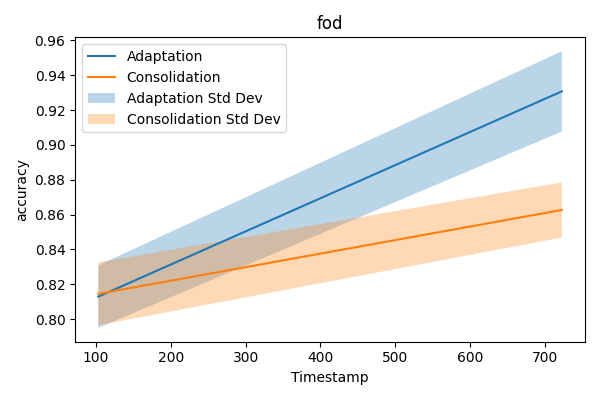 fod
0.96
0.94
0.92
0.90
0.88
0.86
0.84
0.82
0.80
accuracy
Adaptation
Consolidation
Adaptation Std Dev
Consolidation Std Dev
100 200 300 400 500 600 700
Timestamp